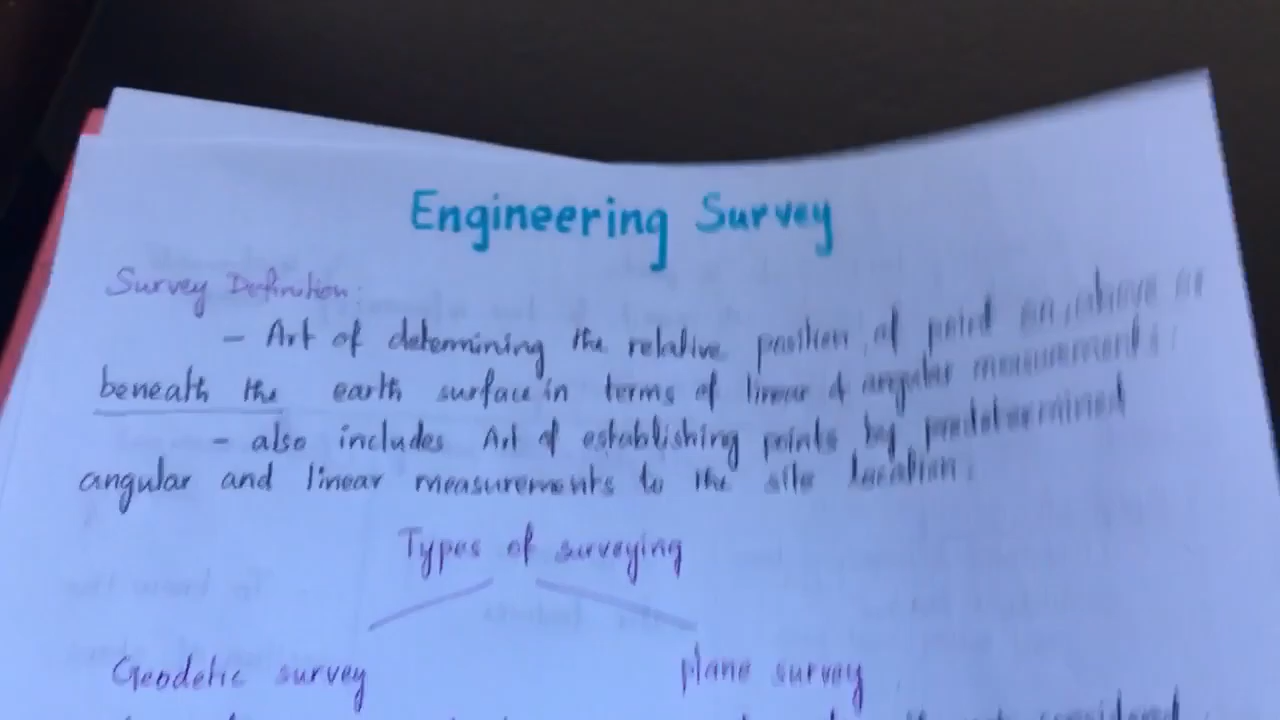 Engineering Survey
Survey Definition:
- Art of determining the relative position of point on, above or
beneath the earth surface in terms of linear & angular measurements.
- also includes Art of establishing points by predetermined
angular and linear measurements to the site location.
Types of surveying
Geodetic survey plane survey
considered